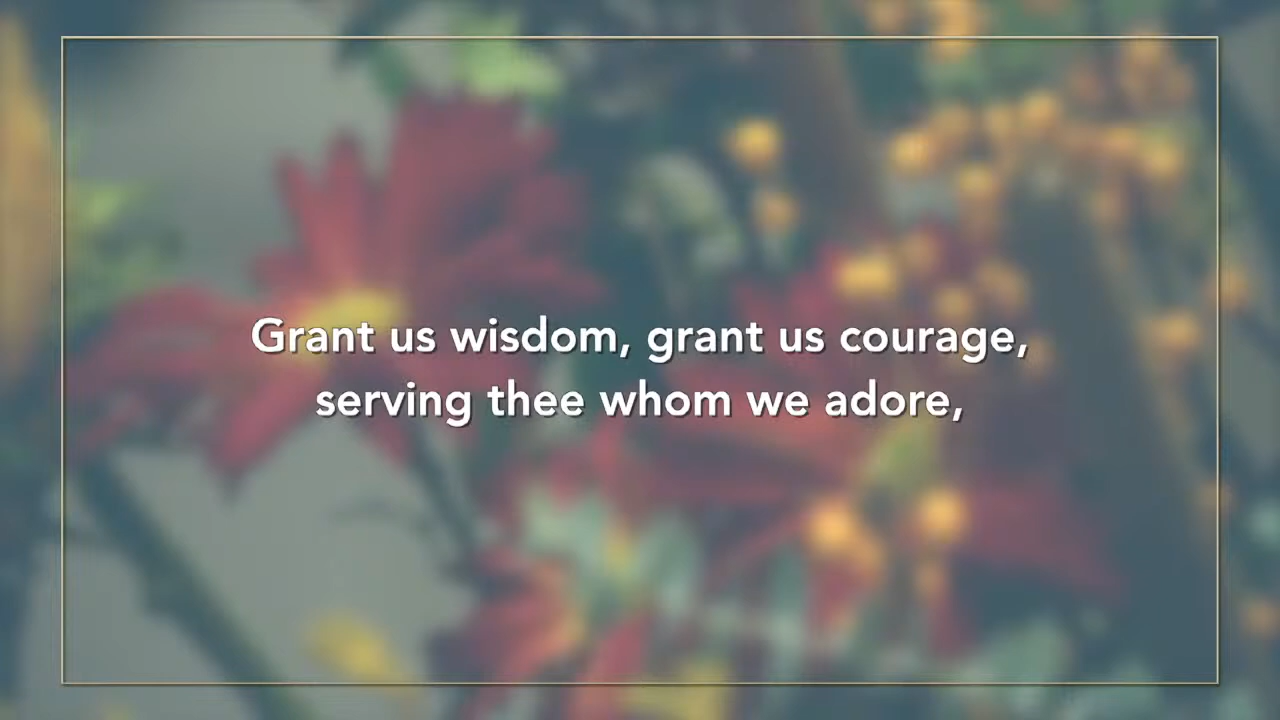 Grant us wisdom, grant us courage,
serving thee whom we adore,